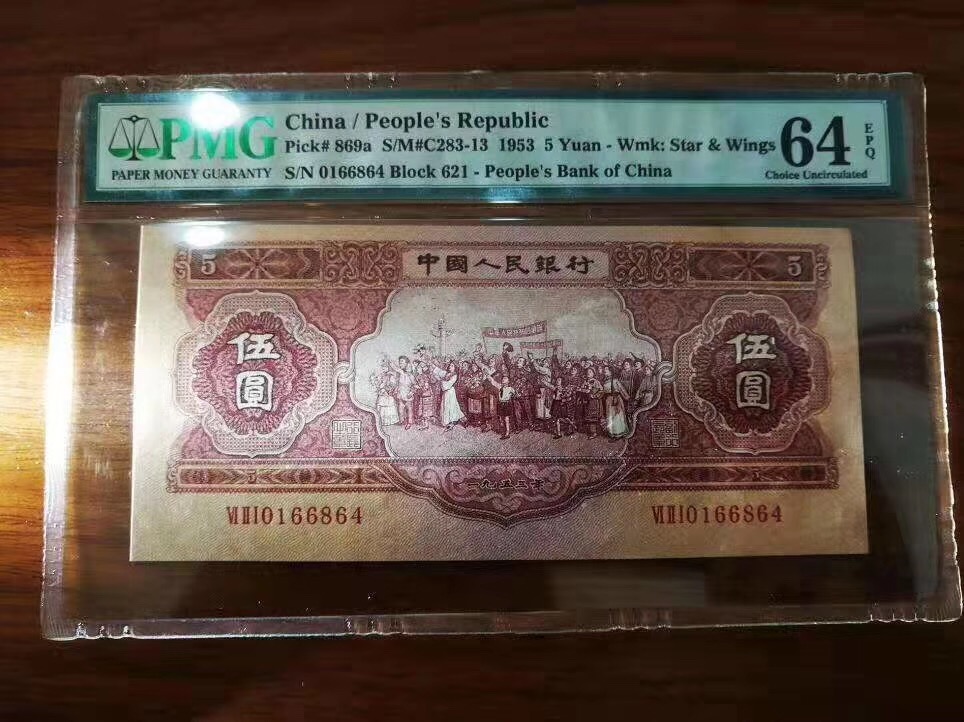 PMG
PAPER MONEY GUARANTY
China / People's Republic
Pick# 869a S/M#C283-13 1953 5 Yuan - Wmk: Star & Wings
S/N 0166864 Block 621 - People's Bank of China
64 EPQ
Choice Uncirculated
5 中國人民銀行 5
伍圓 伍圓
一九五三年
ⅥⅡⅠ0166864 ⅥⅡⅠ0166864